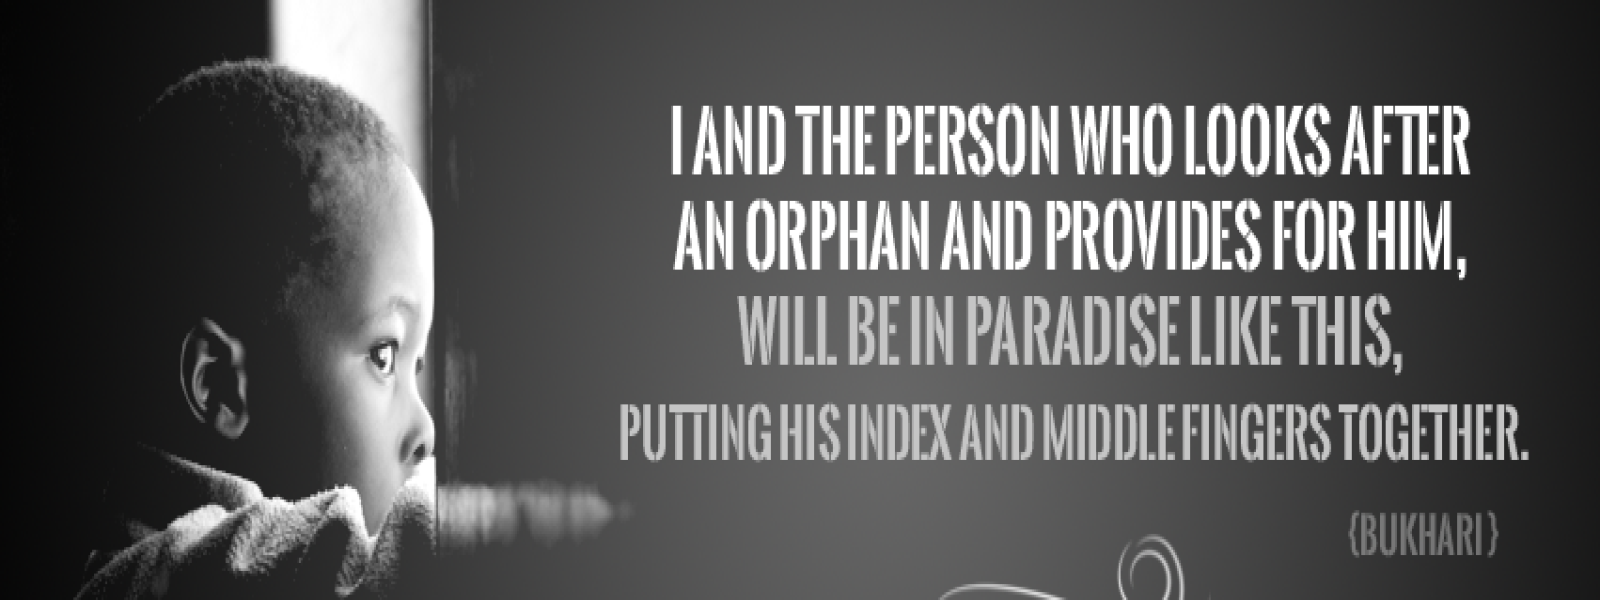 I AND THE PERSON WHO LOOKS AFTER
AN ORPHAN AND PROVIDES FOR HIM,
WILL BE IN PARADISE LIKE THIS,
PUTTING HIS INDEX AND MIDDLE FINGERS TOGETHER.
{BUKHARI}